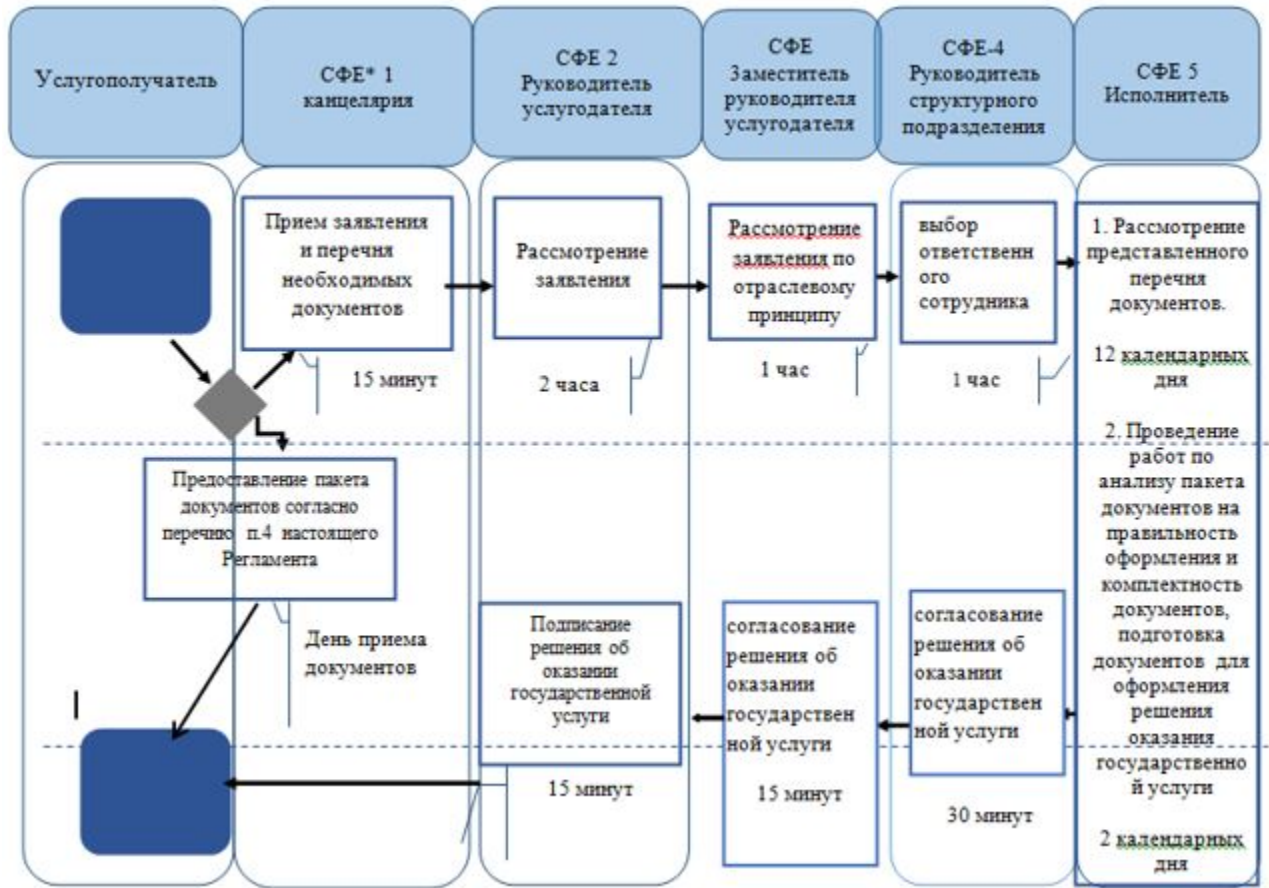 Услугополучатель
СФЕ* 1
канцелярия
СФЕ 2
Руководитель
услугодателя
СФЕ
Заместитель
руководителя
услугодателя
СФЕ-4
Руководитель
структурного
подразделения
СФЕ 5
Исполнитель
Прием заявления
и перечня
необходимых
документов
15 минут
Рассмотрение
заявления
2 часа
Рассмотрение
заявления по
отраслевому
принципу
1 час
выбор
ответственн
ого
сотрудника
1 час
1. Рассмотрение
представленного
перечня
документов.
12 календарных
дня
2. Проведение
работ по
анализу пакета
документов на
правильность
оформления и
комплектность
документов,
подготовка
документов для
оформления
решения
оказания
государственно
й услуги
2 календарных
дня
Предоставление пакета
документов согласно
перечню п.4 настоящего
Регламента
День приема
документов
Подписание
решения об
оказании
государственной
услуги
15 минут
согласование
решения об
оказании
государствен
ной услуги
15 минут
согласование
решения об
оказании
государствен
ной услуги
30 минут